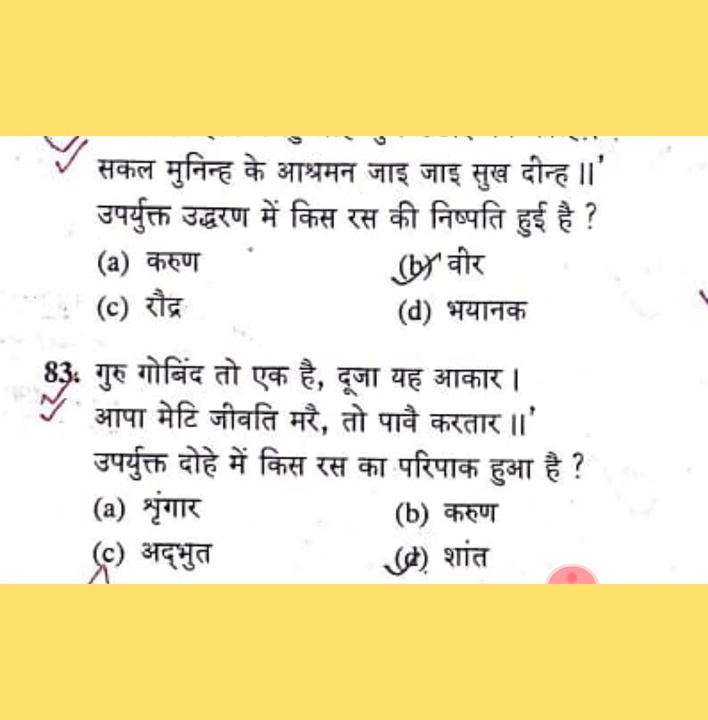 सकल मुनिन्ह के आश्रमन जाइ जाइ सुख दीन्ह ॥'
उपर्युक्त उद्धरण में किस रस की निष्पति हुई है ?
(a) करुण (b) वीर
(c) रौद्र (d) भयानक
83. गुरु गोबिंद तो एक है, दूजा यह आकार ।
आपा मेटि जीवति मरै, तो पावै करतार ॥'
उपर्युक्त दोहे में किस रस का परिपाक हुआ है ?
(a) शृंगार (b) करुण
(c) अद्भुत (d) शांत